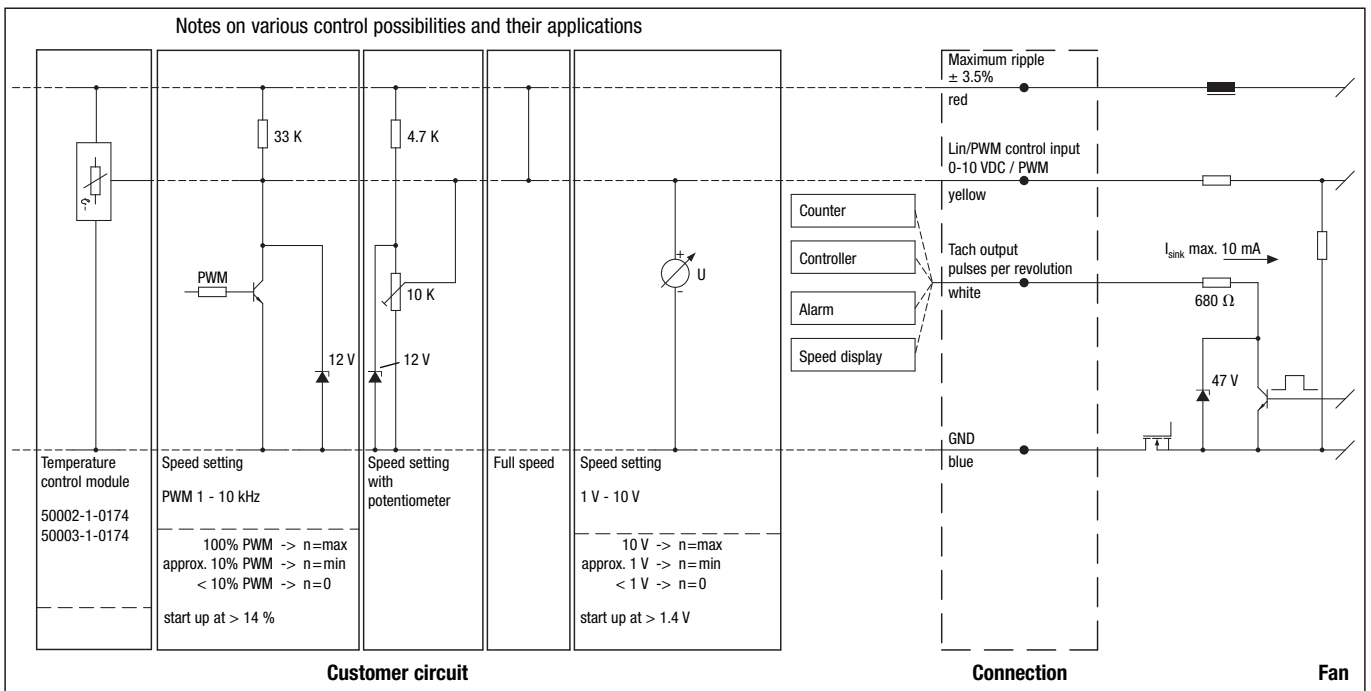 Notes on various control possibilities and their applications
33 K
PWM
12 V
4.7 K
10 K
12 V
+
U
–
Counter
Controller
Alarm
Speed display
Maximum ripple
± 3.5%
red
Lin/PWM control input
0-10 VDC / PWM
yellow
Tach output
pulses per revolution
white
GND
blue
Isink max. 10 mA
680 Ω
47 V
Temperature
control module
50002-1-0174
50003-1-0174
Speed setting
PWM 1 - 10 kHz
100% PWM -> n=max
approx. 10% PWM -> n=min
< 10% PWM -> n=0
start up at > 14 %
Speed setting
with
potentiometer
Full speed
Speed setting
1 V - 10 V
10 V -> n=max
approx. 1 V -> n=min
< 1 V -> n=0
start up at > 1.4 V
Customer circuit
Connection
Fan